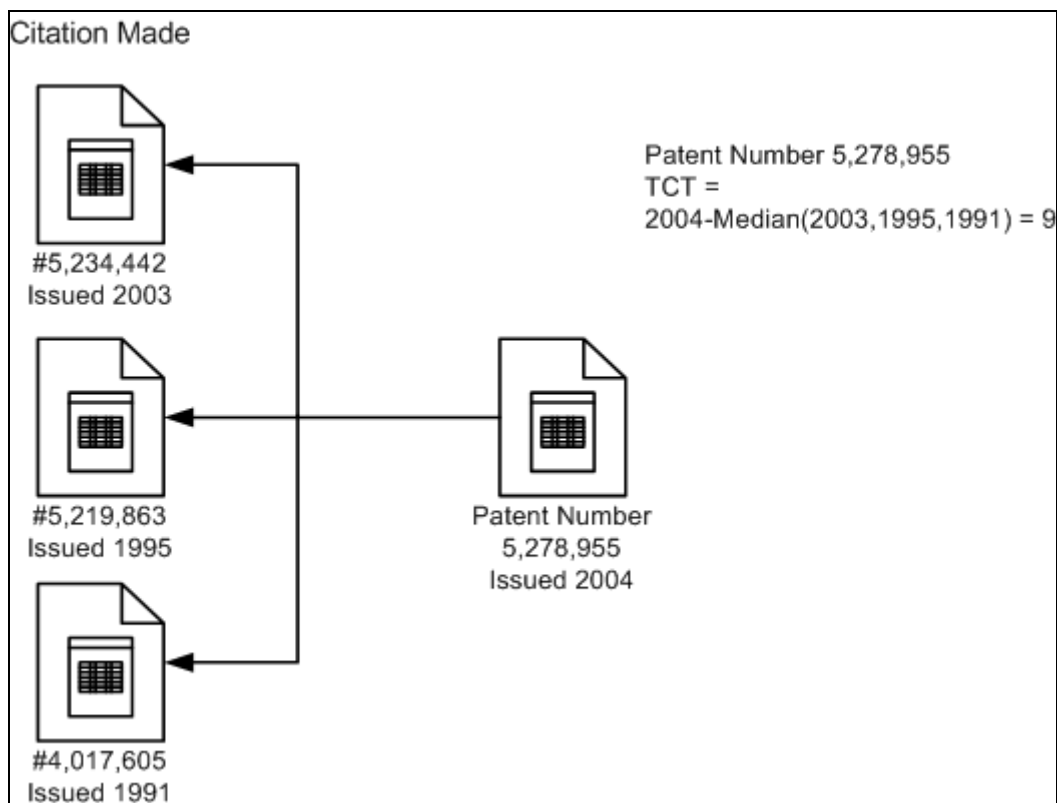 Citation Made
#5,234,442
Issued 2003
Patent Number 5,278,955
TCT =
2004-Median(2003,1995,1991) = 9
#5,219,863
Issued 1995
Patent Number
5,278,955
Issued 2004
#4,017,605
Issued 1991